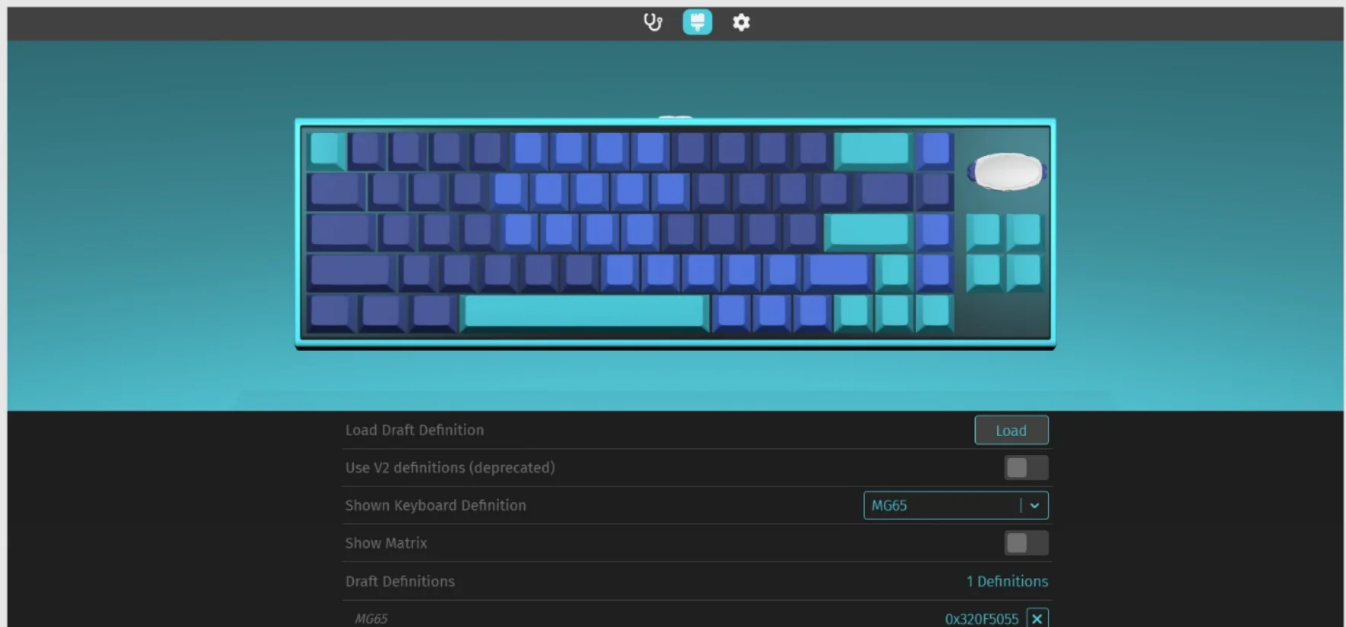 Load Draft Definition Load
Use V2 definitions (deprecated)
Shown Keyboard Definition MG65
Show Matrix
Draft Definitions 1 Definitions
MG65 0x320F5055